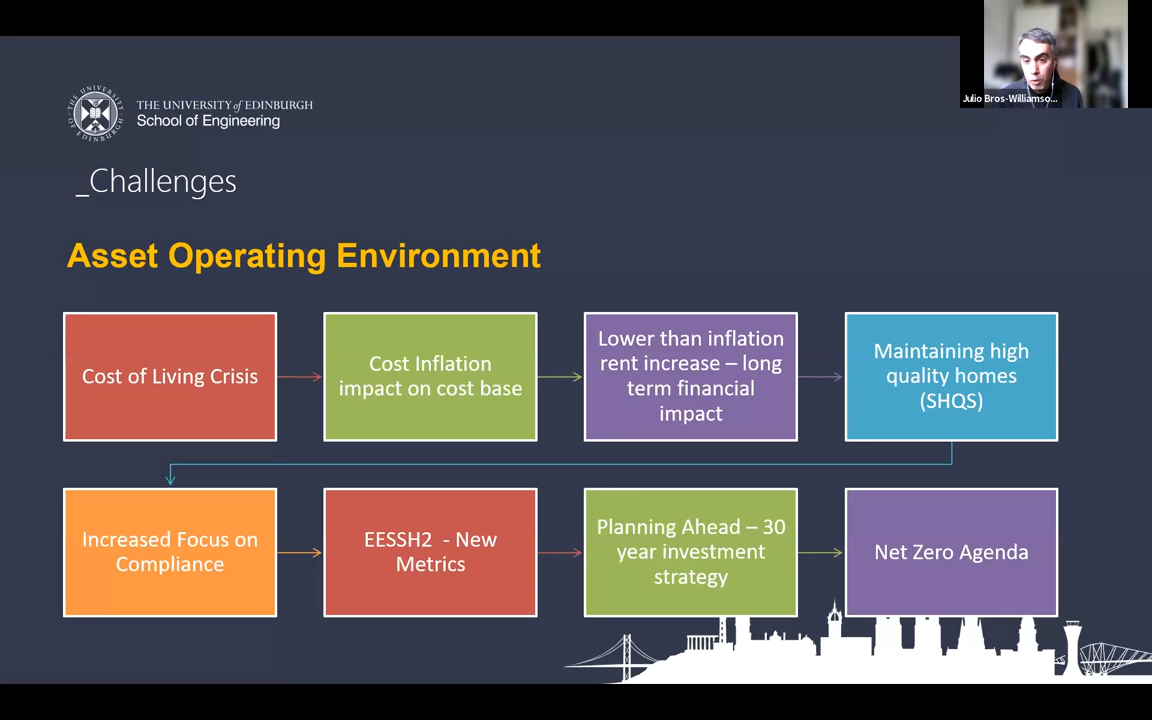 Julio Bros-Williamso...
THE UNIVERSITY of EDINBURGH
School of Engineering
_Challenges
Asset Operating Environment
Cost of Living Crisis
Cost Inflation
impact on cost base
Lower than inflation
rent increase – long
term financial
impact
Maintaining high
quality homes
(SHQS)
Increased Focus on
Compliance
EESSH2  - New
Metrics
Planning Ahead – 30
year investment
strategy
Net Zero Agenda